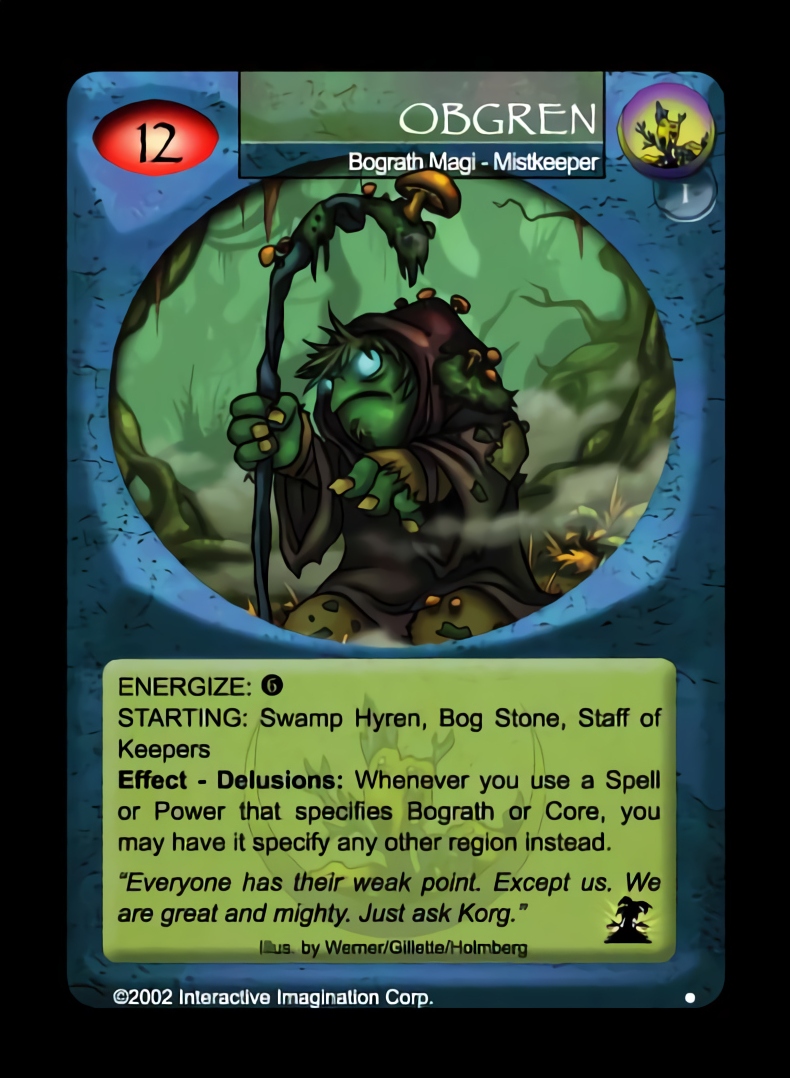 12
OBGREN
Bograth Magi - Mistkeeper
1
ENERGIZE: 6
STARTING: Swamp Hyren, Bog Stone, Staff of
Keepers
Effect - Delusions: Whenever you use a Spell
or Power that specifies Bograth or Core, you
may have it specify any other region instead.
“Everyone has their weak point. Except us. We
are great and mighty. Just ask Korg.”
Illus. by Werner/Gillette/Holmberg
©2002 Interactive Imagination Corp.